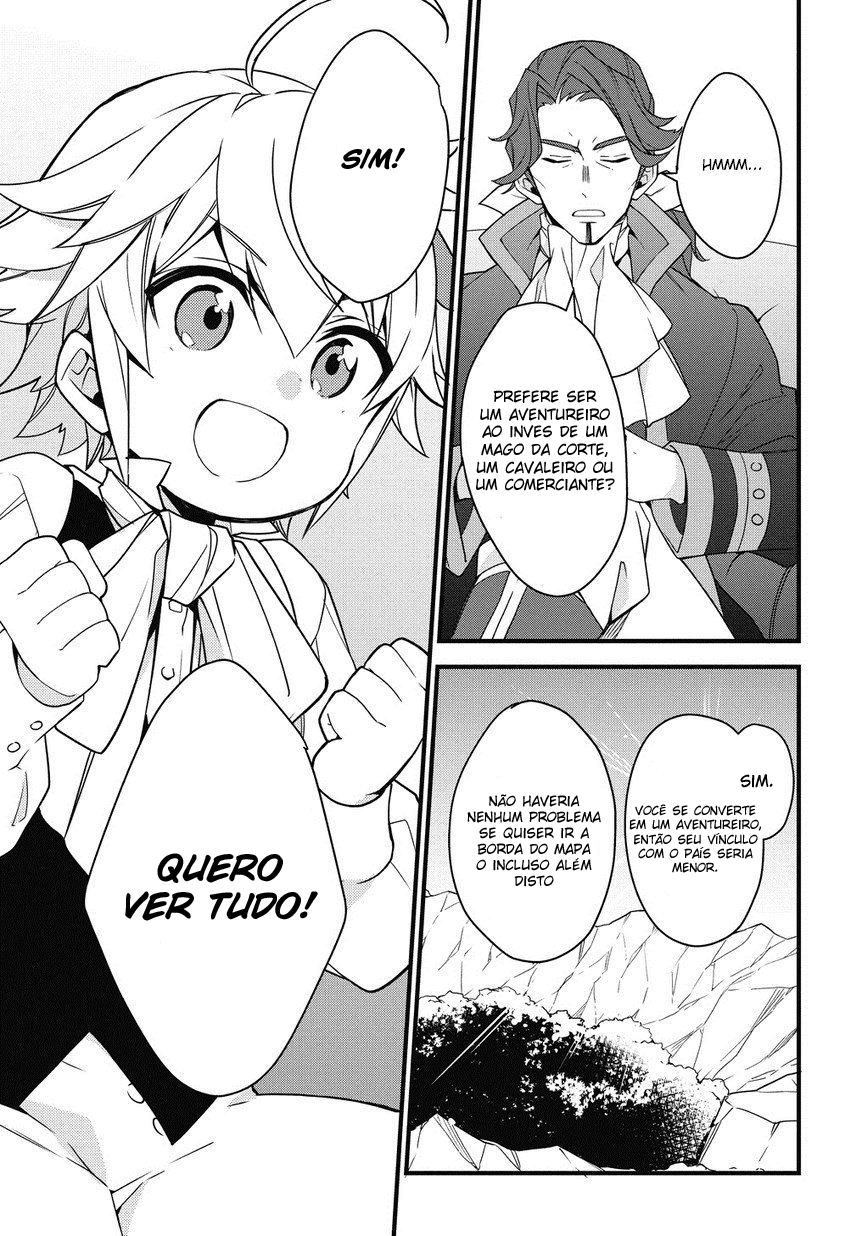 HMMM...
PREFERE SER
UM AVENTUREIRO
AO INVES DE UM
MAGO DA CORTE,
UM CAVALEIRO OU
UM COMERCIANTE?
SIM.
VOCÊ SE CONVERTE
EM UM AVENTUREIRO,
ENTÃO SEU VÍNCULO
COM O PAÍS SERIA
MENOR.
NÃO HAVERIA
NENHUM PROBLEMA
SE QUISER IR A
BORDA DO MAPA
O INCLUSO ALÉM
DISTO
SIM!
QUERO
VER TUDO!